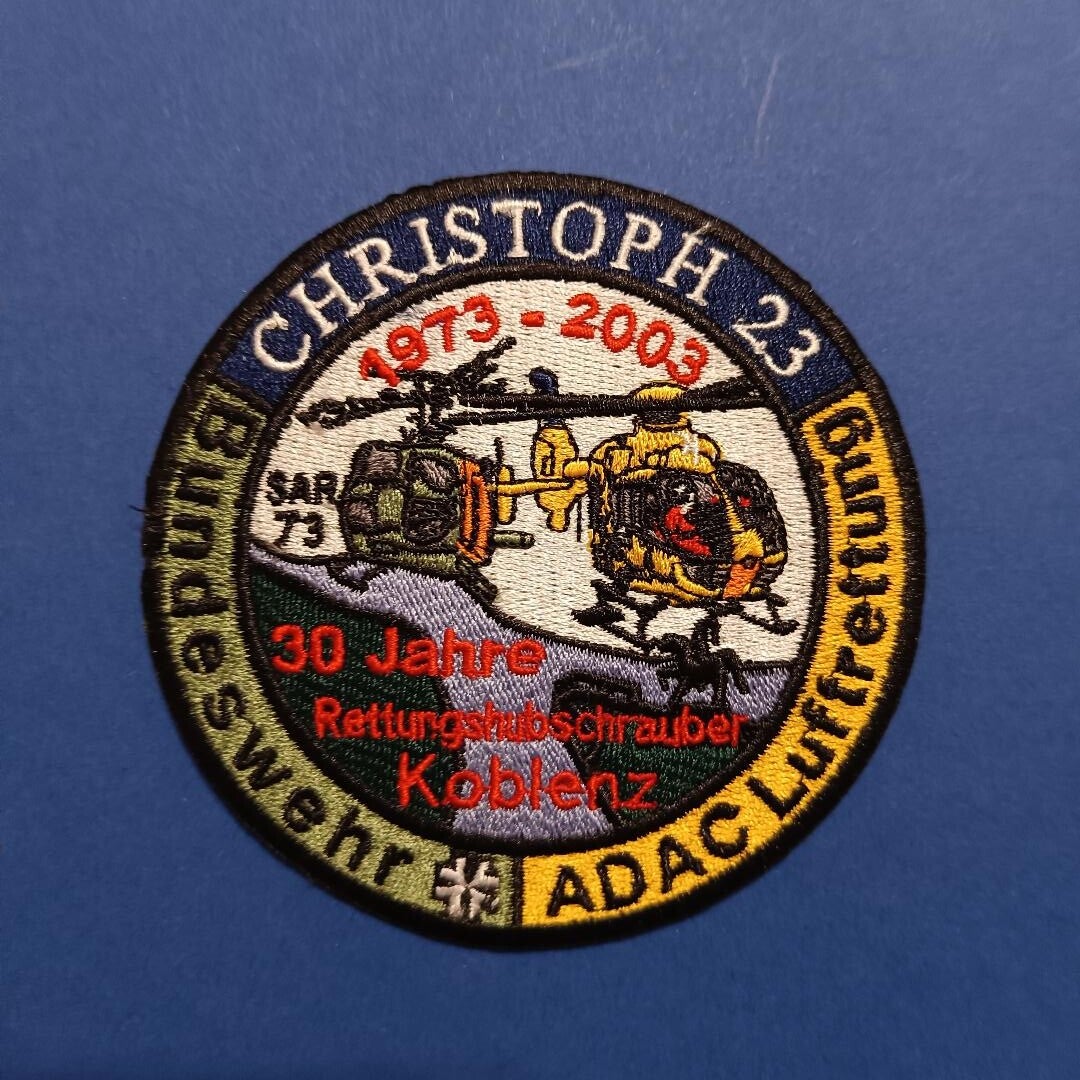 CHRISTOPH 23
1973 - 2003
SAR
73
30 Jahre
Rettungshubschrauber
Koblenz
Bundeswehr
ADAC Luftrettung